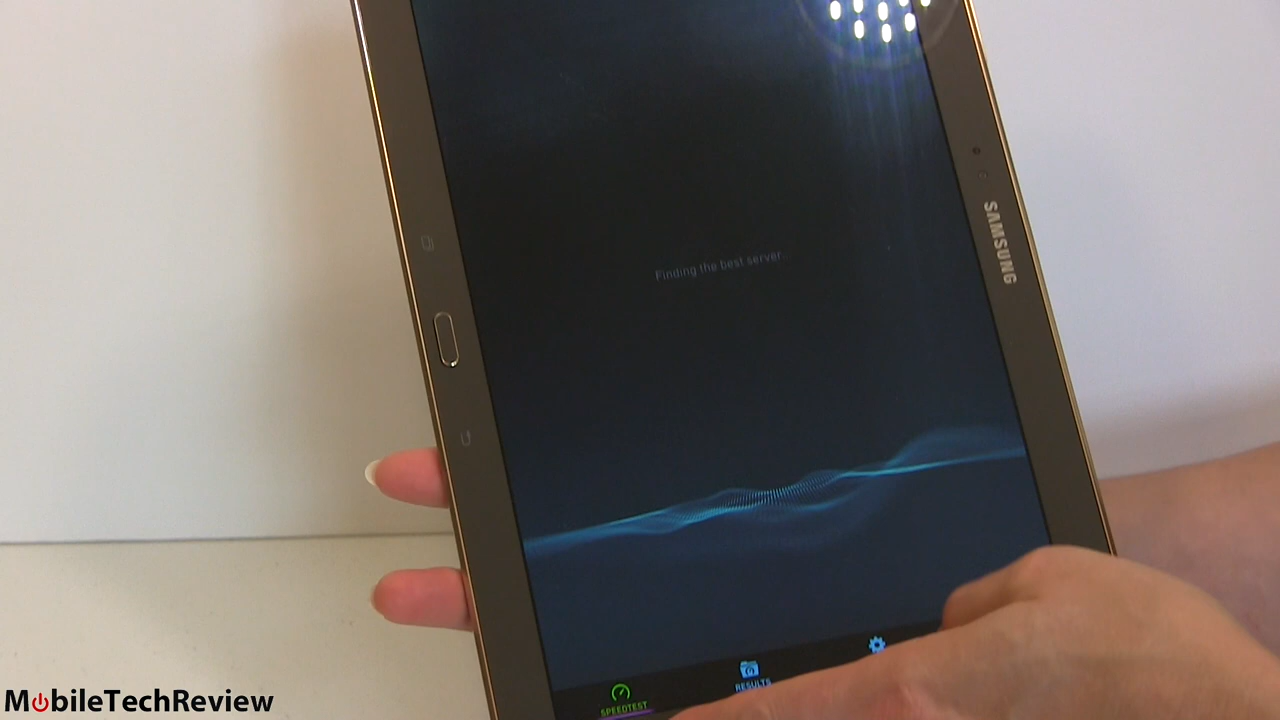 SAMSUNG
Finding the best server...
RESULTS
SPEEDTEST
MobileTechReview